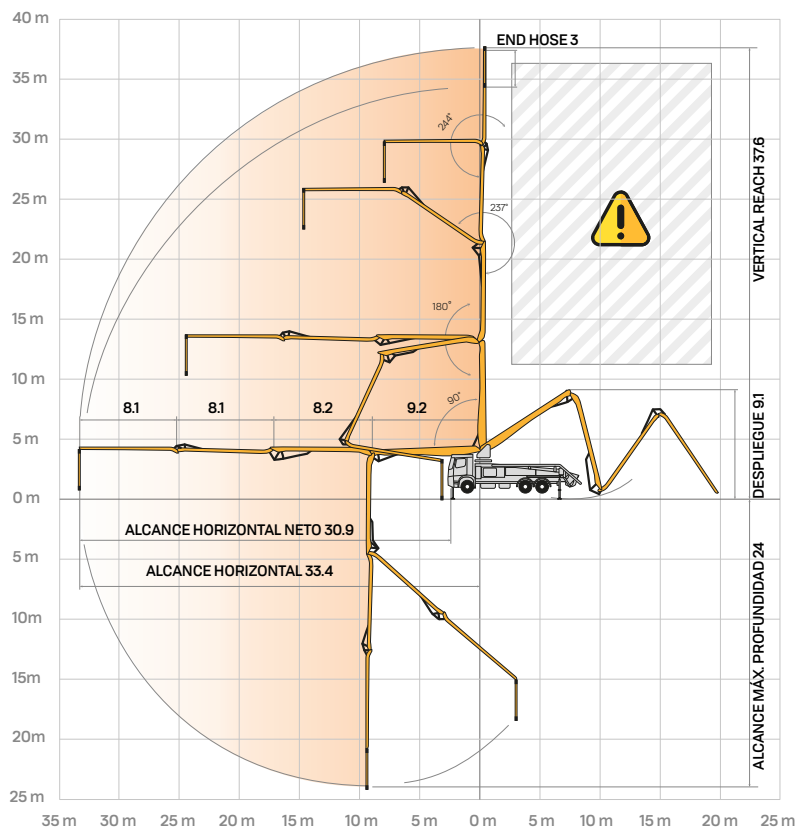 40 m
END HOSE 3
35 m
244°
30 m
VERTICAL REACH 37.6
25 m
237°
20 m
15 m
180°
10 m
90°
8.1
8.1
8.2
9.2
DESPLIEGUE 9.1
5 m
0 m
ALCANCE HORIZONTAL NETO 30.9
5 m
ALCANCE HORIZONTAL 33.4
ALCANCE MÁX. PROFUNDIDAD 24
10 m
15 m
20 m
25 m
35 m
30 m
25 m
20 m
15 m
10 m
5 m
0 m
5 m
10 m
15 m
20 m
25 m